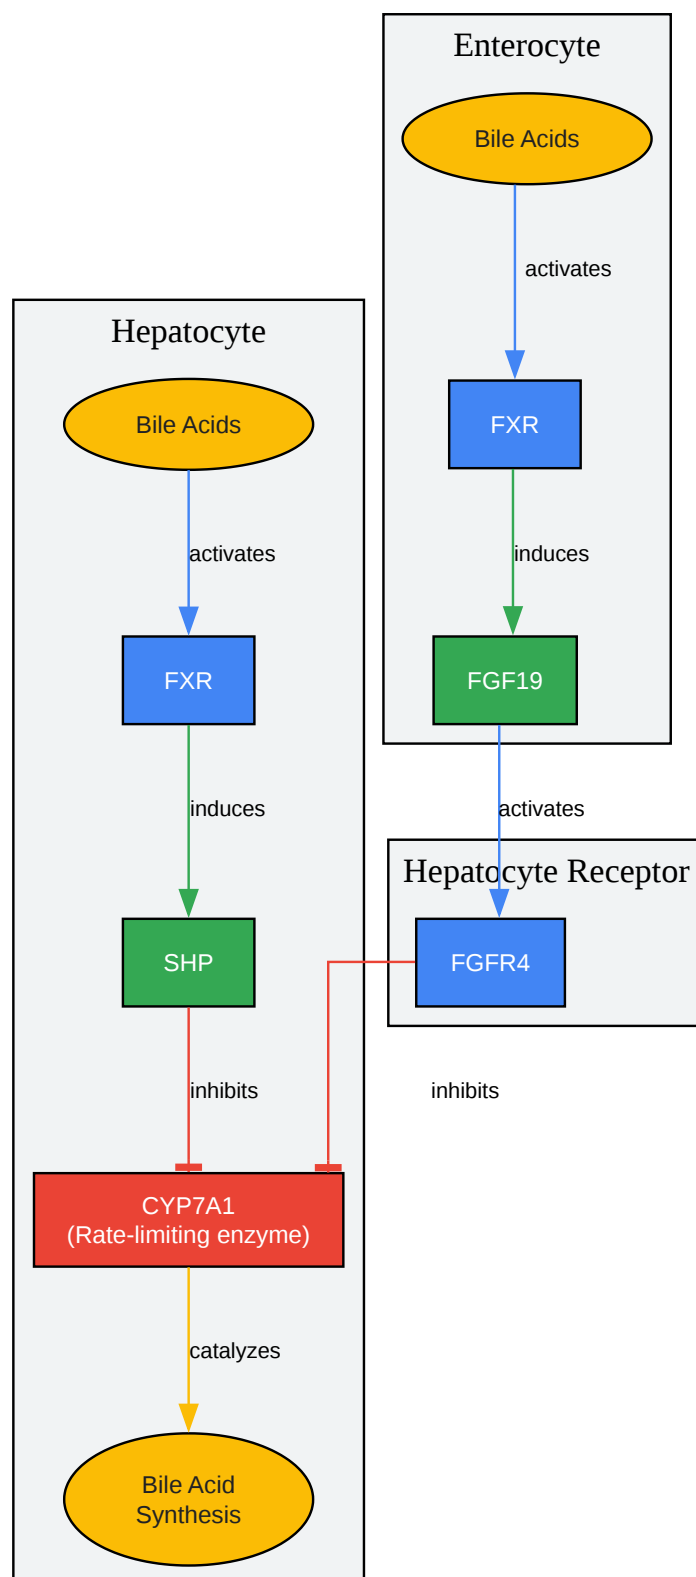 Enterocyte
Bile Acids
activates
FXR
induces
FGF19
activates
Hepatocyte Receptor
FGFR4
inhibits
Hepatocyte
Bile Acids
activates
FXR
induces
SHP
inhibits
CYP7A1
(Rate-limiting enzyme)
catalyzes
Bile Acid
Synthesis